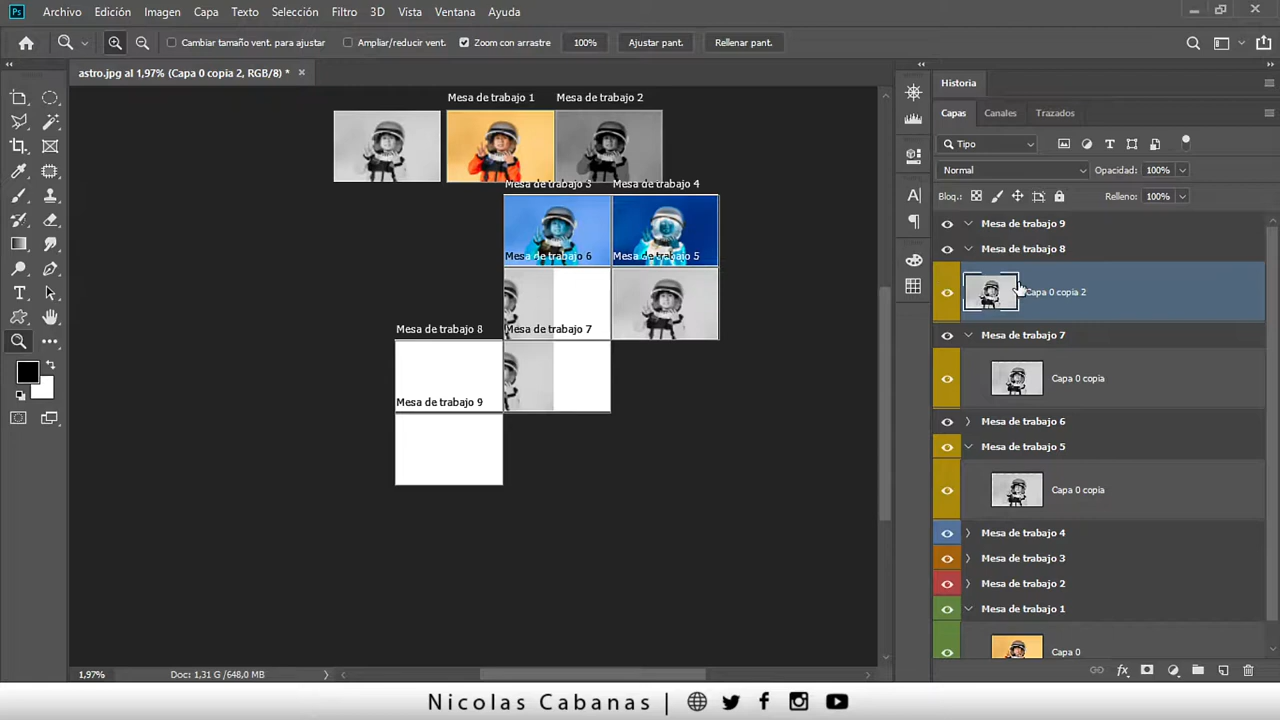 Ps Archivo Edición Imagen Capa Texto Selección Filtro 3D Vista Ventana Ayuda
Cambiar tamaño vent. para ajustar Ampliar/reducir vent. Zoom con arrastre 100% Ajustar pant. Rellenar pant.
astro.jpg al 1,97% (Capa 0 copia 2, RGB/8) *
Mesa de trabajo 1 Mesa de trabajo 2
Mesa de trabajo 3 Mesa de trabajo 4
Mesa de trabajo 6 Mesa de trabajo 5
Mesa de trabajo 8 Mesa de trabajo 7
Mesa de trabajo 9
1,97% Doc: 1,31 G/648,0 MB
Historia
Capas Canales Trazados
Tipo
Normal Opacidad: 100%
Bloq.: Relleno: 100%
Mesa de trabajo 9
Mesa de trabajo 8
Capa 0 copia 2
Mesa de trabajo 7
Capa 0 copia
Mesa de trabajo 6
Mesa de trabajo 5
Capa 0 copia
Mesa de trabajo 4
Mesa de trabajo 3
Mesa de trabajo 2
Mesa de trabajo 1
Capa 0
fx
Nicolas Cabanas |